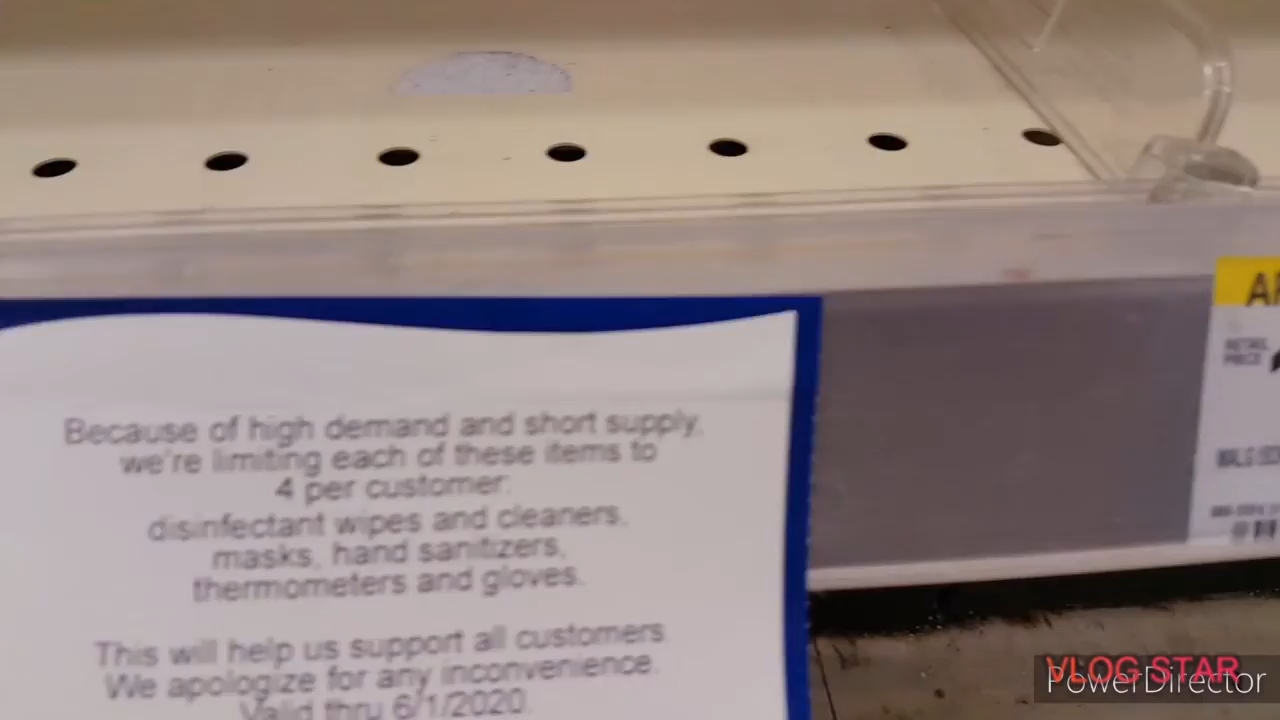 Because of high demand and short supply,
we're limiting each of these items to
4 per customer:
disinfectant wipes and cleaners,
masks, hand sanitizers,
thermometers and gloves.
This will help us support all customers
We apologize for any inconvenience.
Valid thru 6/1/2020
RETAIL
PRICE
VLOG STAR
PowerDirector